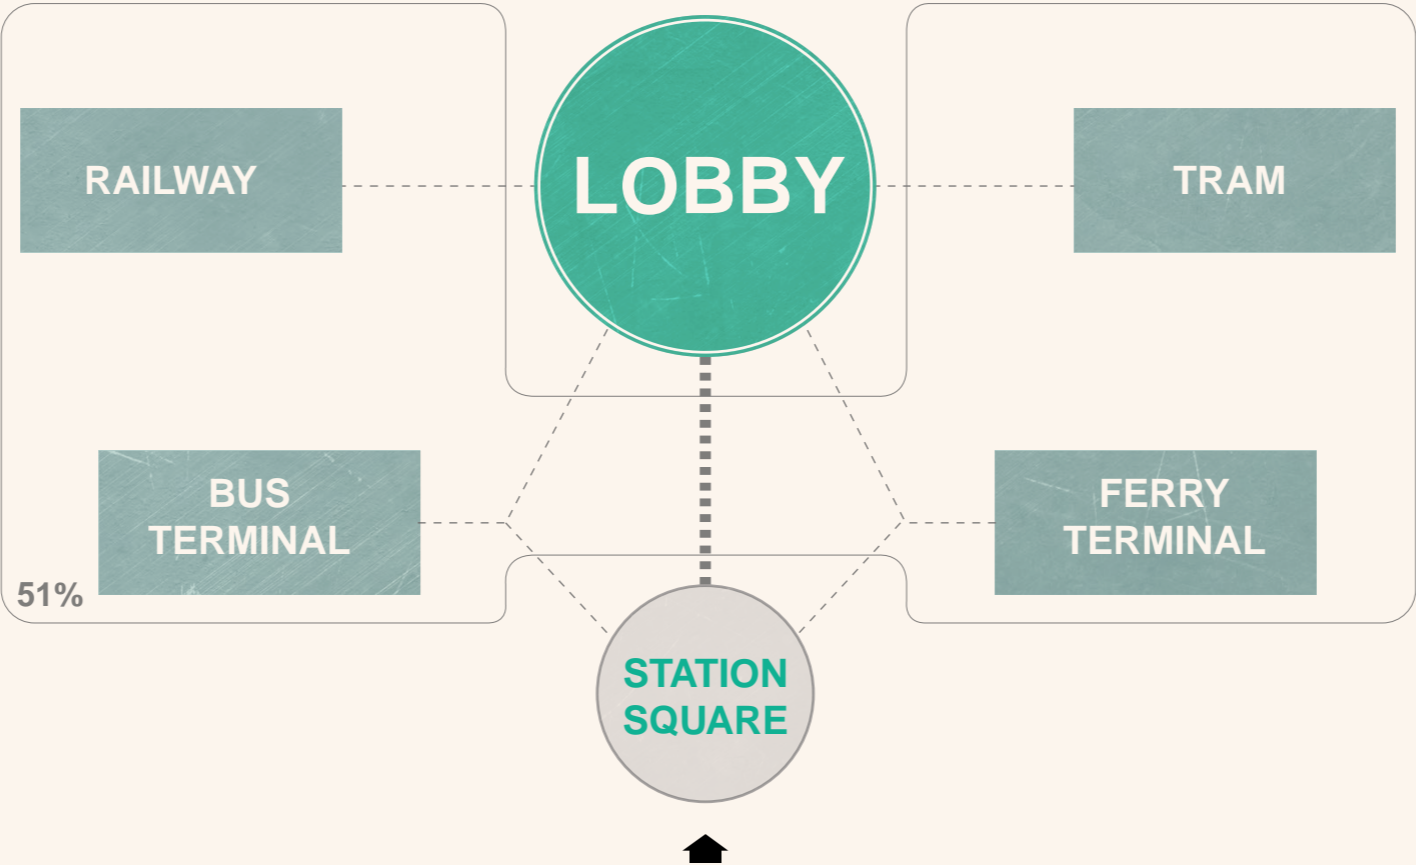 RAILWAY
LOBBY
TRAM
BUS
TERMINAL
FERRY
TERMINAL
51%
STATION
SQUARE